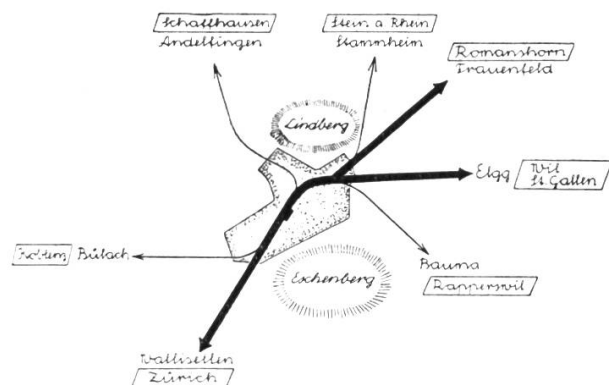 Schaffhausen
Andelfingen
Stein a Rhein
Stammheim
Romanshorn
Frauenfeld
Lindberg
Elgg
Wil
St Gallen
Bülach
Eschenberg
Bauma
Rapperswil
Wallisellen
Zürich